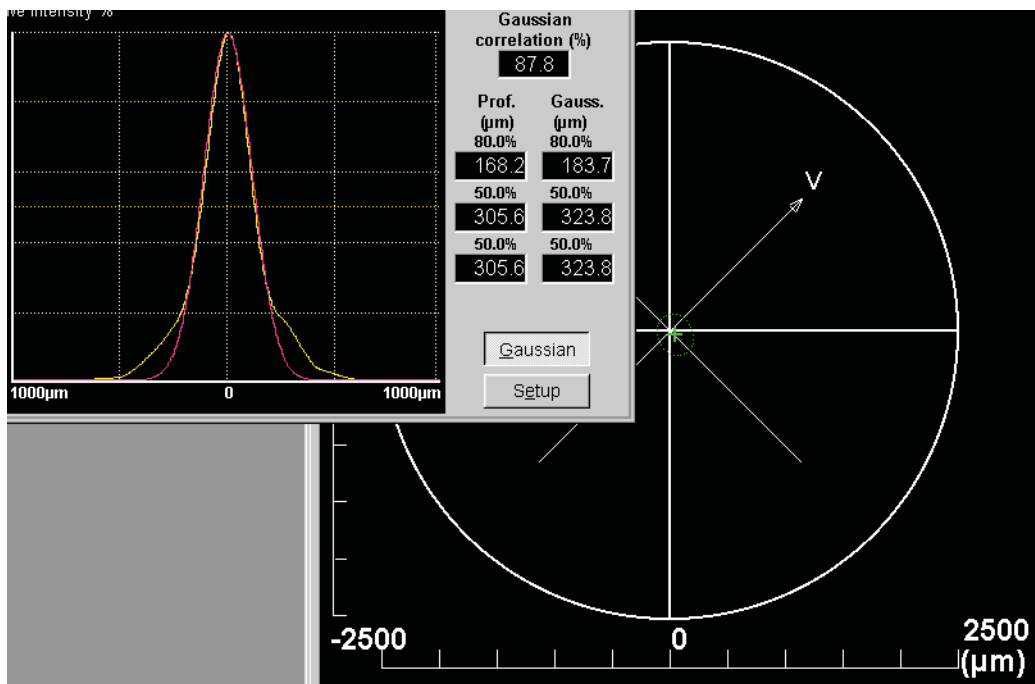 Intensity %
Gaussian
correlation (%)
87.8
Prof. Gauss.
(µm) (µm)
80.0% 80.0%
168.2 183.7
50.0% 50.0%
305.6 323.8
50.0% 50.0%
305.6 323.8
Gaussian
Setup
1000µm 0 1000µm
V
-2500 0 2500
(µm)